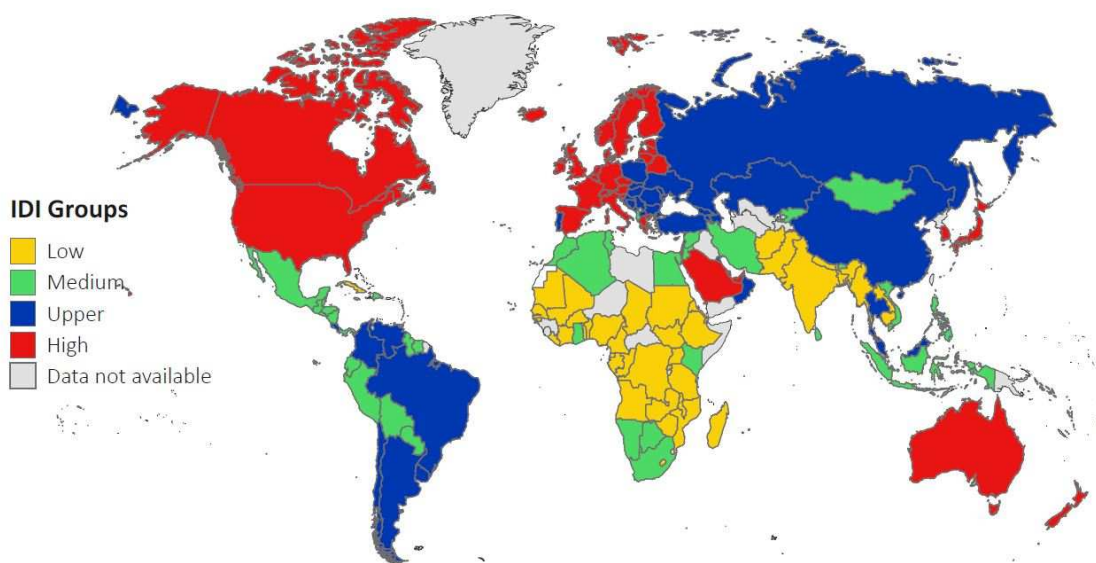 IDI Groups
Low
Medium
Upper
High
Data not available